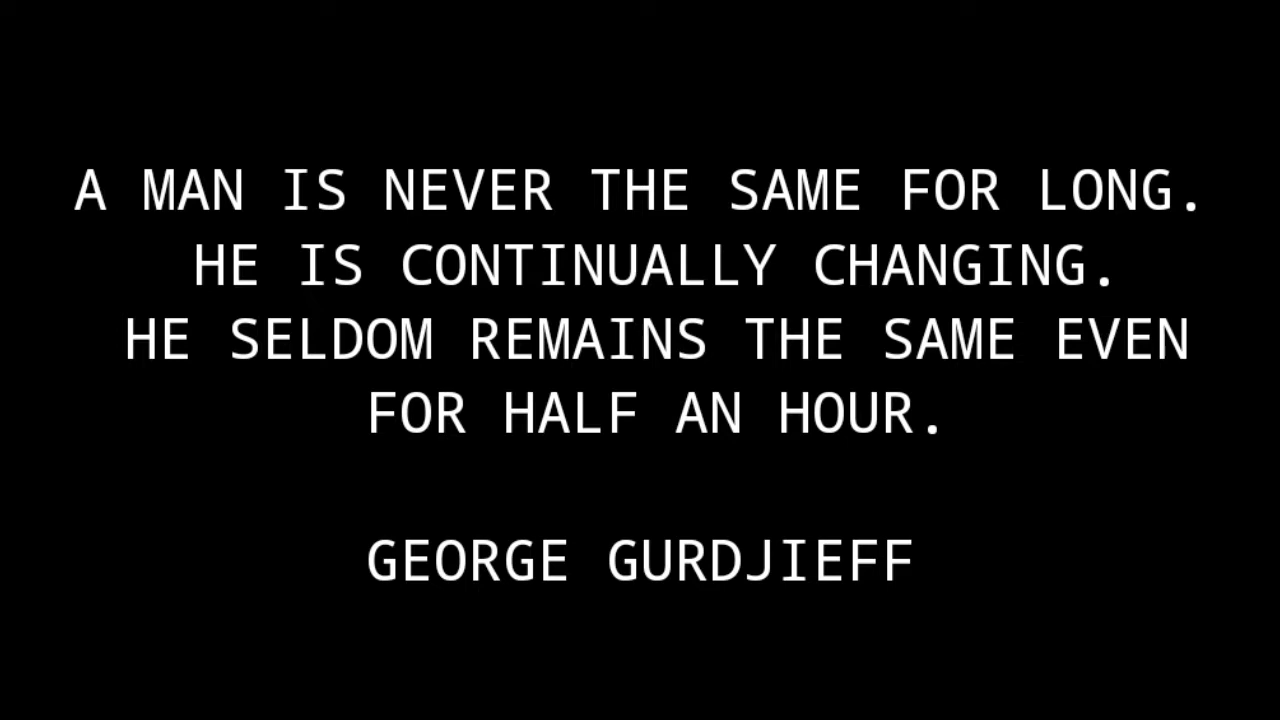 A MAN IS NEVER THE SAME FOR LONG.
HE IS CONTINUALLY CHANGING.
HE SELDOM REMAINS THE SAME EVEN
FOR HALF AN HOUR.
GEORGE GURDJIEFF